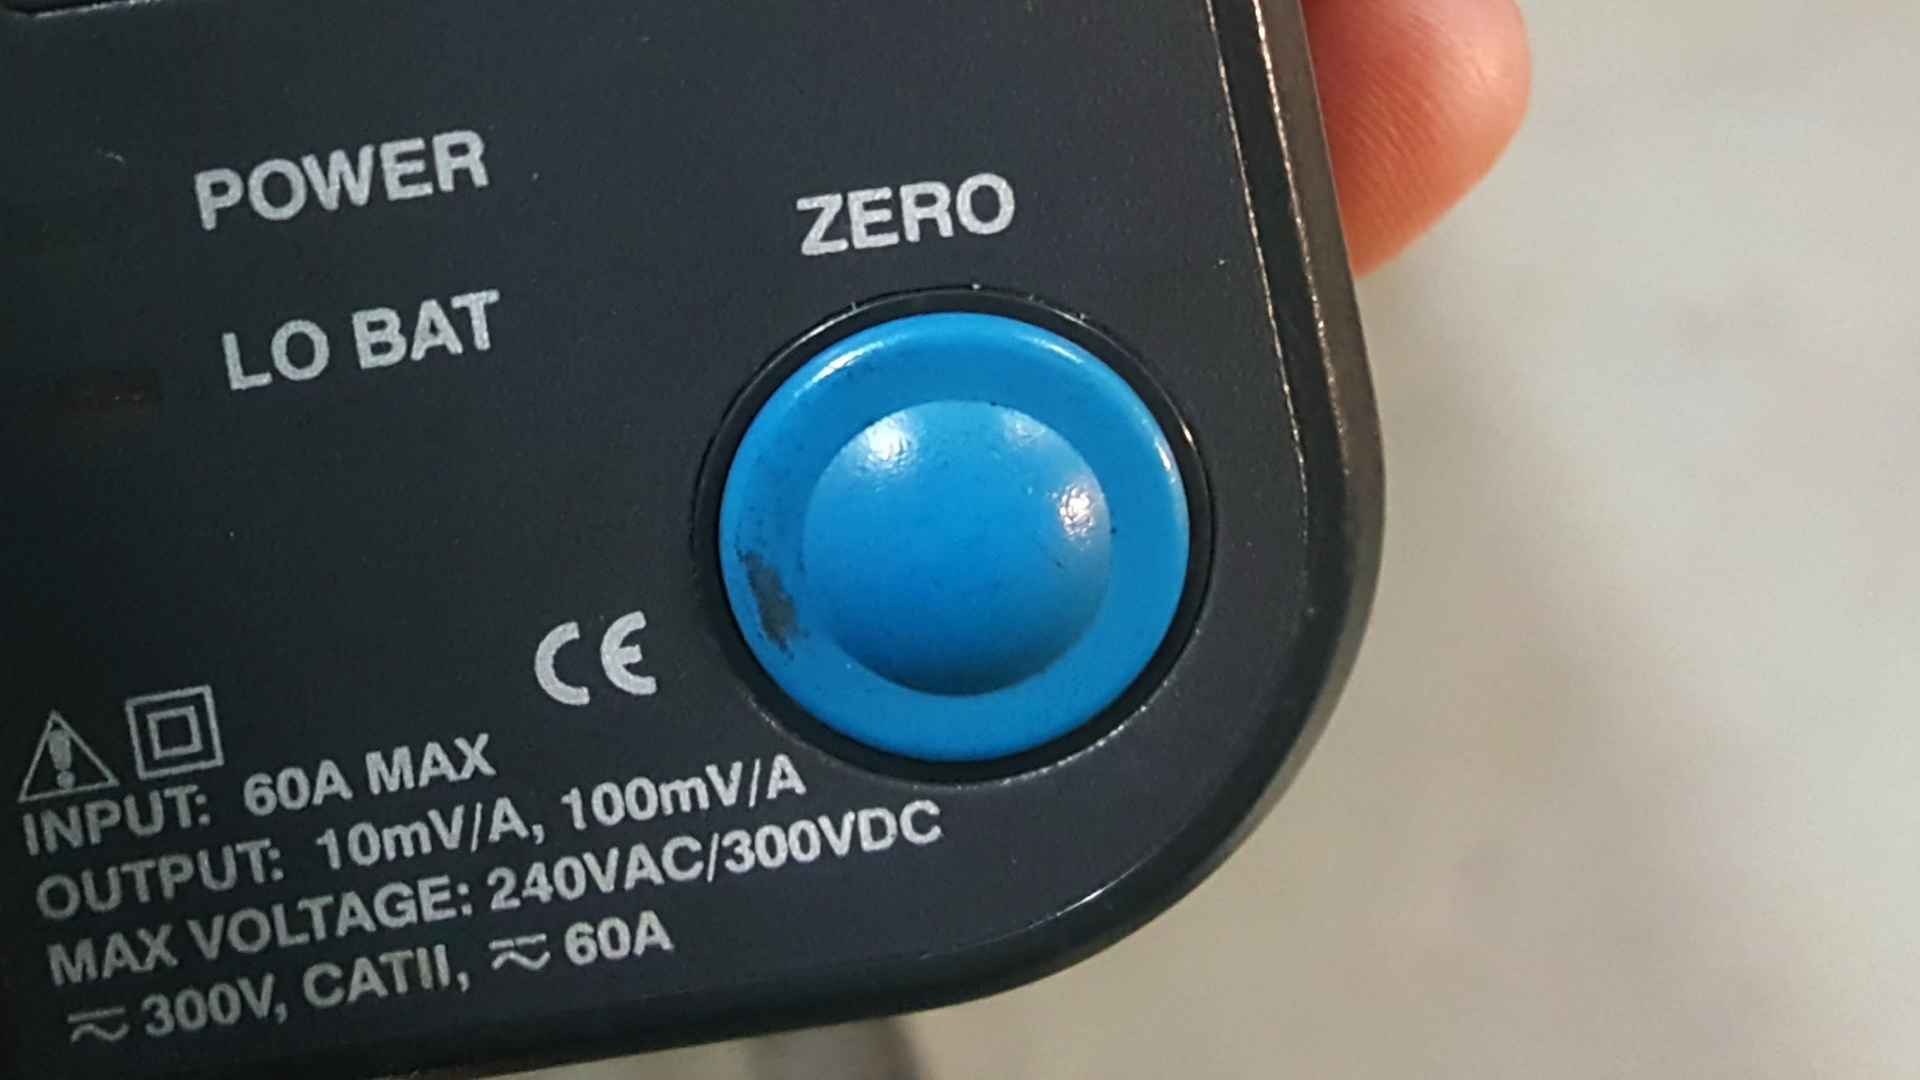 POWER
ZERO
LO BAT
CE
INPUT: 60A MAX
OUTPUT: 10mV/A, 100mV/A
MAX VOLTAGE: 240VAC/300VDC
⏦ 300V, CATII, ⏦ 60A